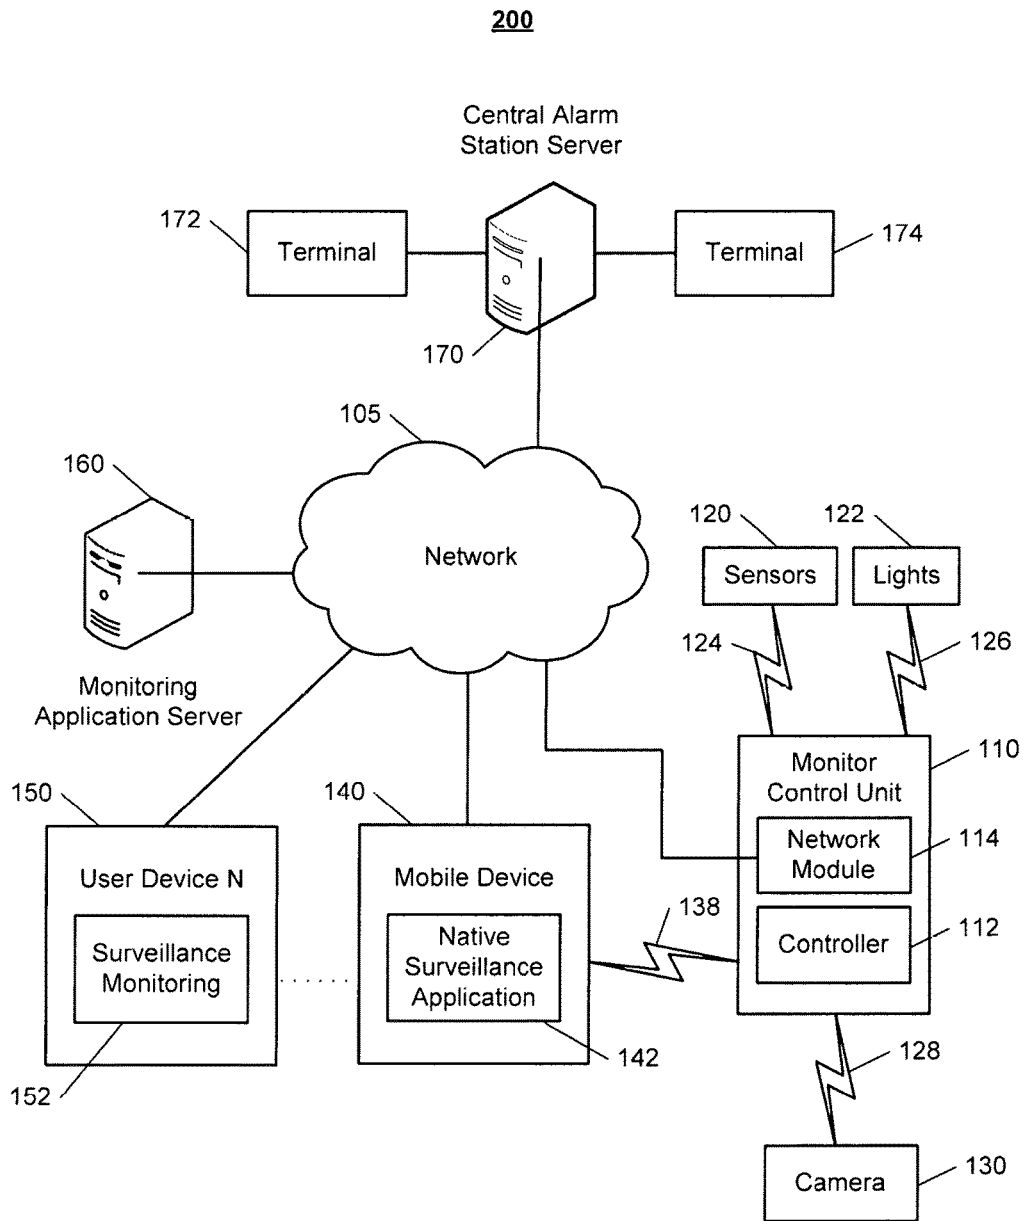 200
Central Alarm
Station Server
172
Terminal
Terminal
174
170
105
160
Network
120
122
Sensors
Lights
124
126
Monitoring
Application Server
Monitor
Control Unit
110
150
140
Network
Module
114
User Device N
Mobile Device
138
Controller
112
Surveillance
Monitoring
Native
Surveillance
Application
128
152
142
Camera
130